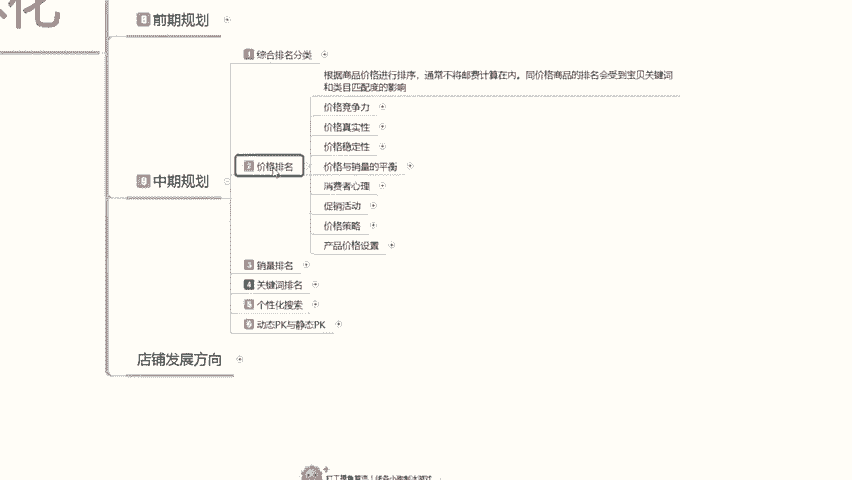 化
8 前期规划
1 综合排名分类
根据商品价格进行排序，通常不将邮费计算在内。同价格商品的排名会受到宝贝关键词
和类目匹配度的影响
价格竞争力
价格真实性
价格稳定性
9 中期规划
2 价格排名
价格与销量的平衡
消费者心理
促销活动
价格策略
产品价格设置
3 销量排名
4 关键词排名
5 个性化搜索
6 动态PK与静态PK
店铺发展方向